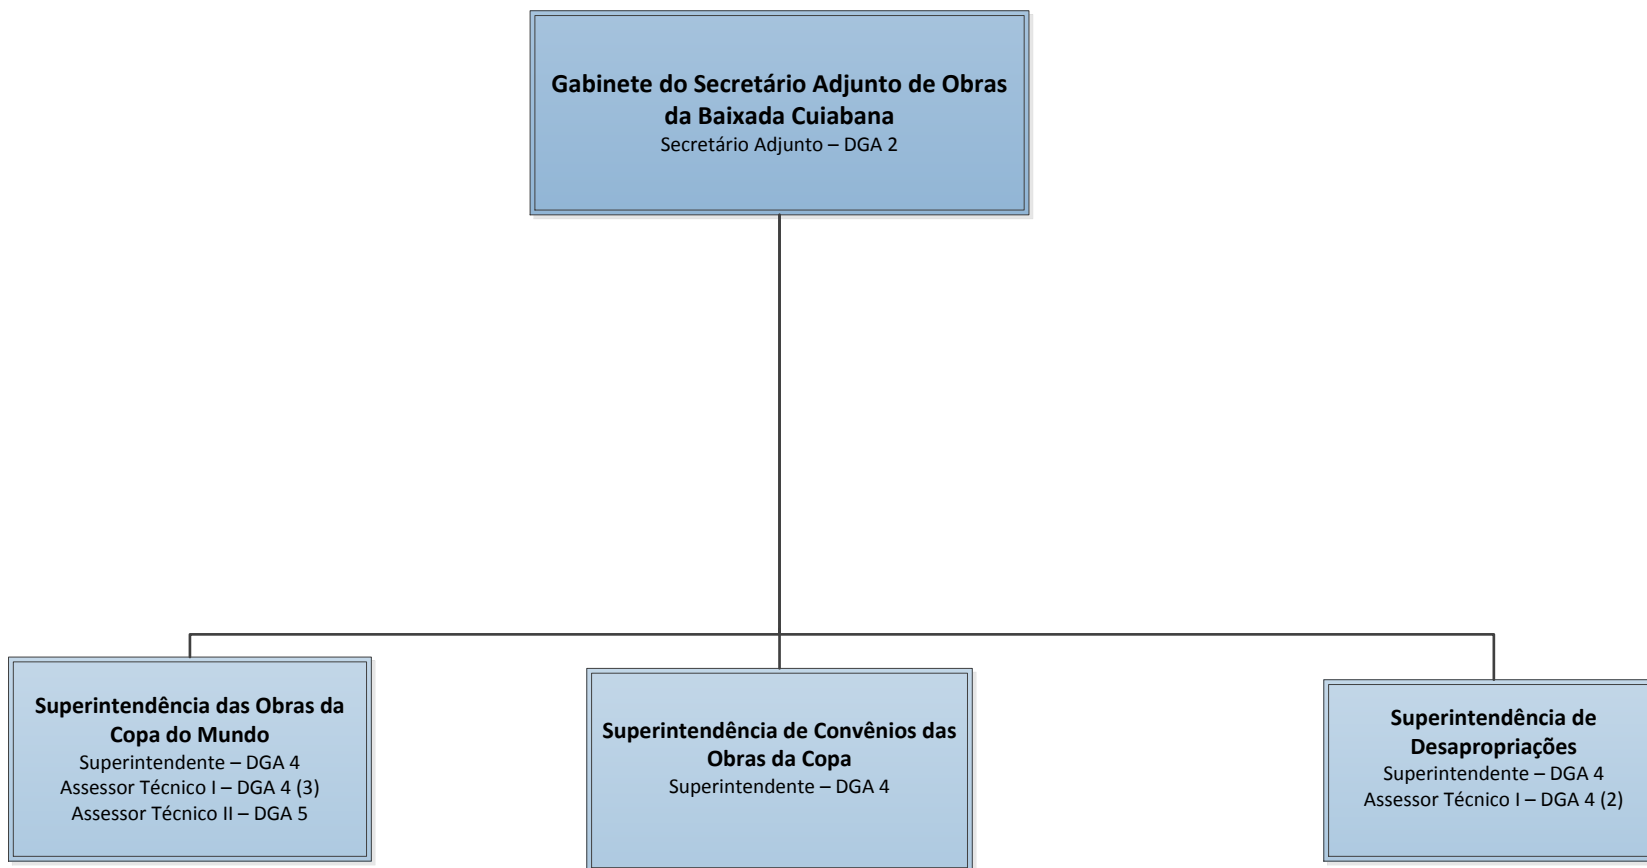 Gabinete do Secretário Adjunto de Obras
da Baixada Cuiabana
Secretário Adjunto – DGA 2
Superintendência das Obras da
Copa do Mundo
Superintendente – DGA 4
Assessor Técnico I – DGA 4 (3)
Assessor Técnico II – DGA 5
Superintendência de Convênios das
Obras da Copa
Superintendente – DGA 4
Superintendência de
Desapropriações
Superintendente – DGA 4
Assessor Técnico I – DGA 4 (2)